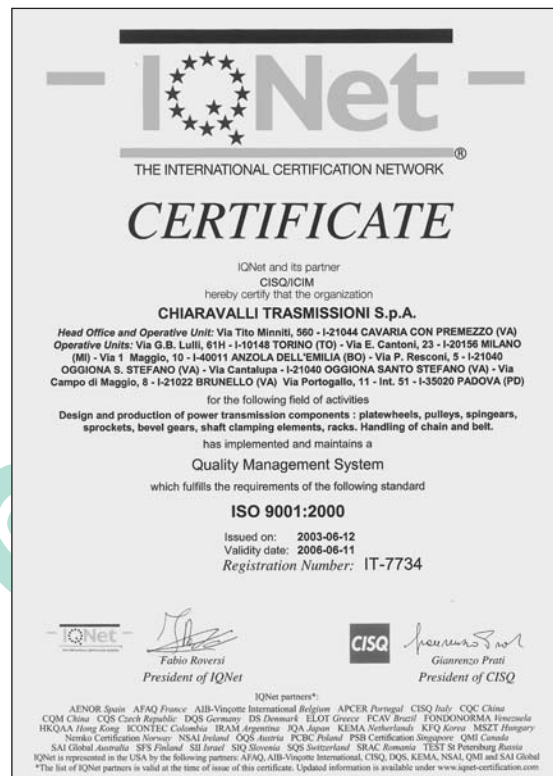 IQNet
®
THE INTERNATIONAL CERTIFICATION NETWORK
CERTIFICATE
IQNet and its partner
CISQ/ICIM
hereby certify that the organization
CHIARAVALLI TRASMISSIONI S.p.A.
Head Office and Operative Unit: Via Tito Minniti, 560 - I-21044 CAVARIA CON PREMEZZO (VA)
Operative Units: Via G.B. Lulli, 61H - I-10148 TORINO (TO) - Via E. Cantoni, 23 - I-20156 MILANO
(MI) - Via 1 Maggio, 10 - I-40011 ANZOLA DELL'EMILIA (BO) - Via P. Resconi, 5 - I-21040
OGGIONA S. STEFANO (VA) - Via Cantalupa - I-21040 OGGIONA SANTO STEFANO (VA) - Via
Campo di Maggio, 8 - I-21022 BRUNELLO (VA) Via Portogallo, 11 - Int. 51 - I-35020 PADOVA (PD)
for the following field of activities
Design and production of power transmission components : platewheels, pulleys, spingears,
sprockets, bevel gears, shaft clamping elements, racks. Handling of chain and belt.
has implemented and maintains a
Quality Management System
which fulfills the requirements of the following standard
ISO 9001:2000
Issued on: 2003-06-12
Validity date: 2006-06-11
Registration Number: IT-7734
IQNet
CISQ
Fabio Roversi
President of IQNet
Gianrenzo Prati
President of CISQ
IQNet partners*:
AENOR Spain AFAQ France AIB-Vinçotte International Belgium APCER Portugal CISQ Italy CQC China
CQM China CQS Czech Republic DQS Germany DS Denmark ELOT Greece FCAV Brazil FONDONORMA Venezuela
HKQAA Hong Kong ICONTEC Colombia IRAM Argentina JQA Japan KEMA Netherlands KFQ Korea MSZT Hungary
Nemko Certification Norway NSAI Ireland ÖQS Austria PCBC Poland PSB Certification Singapore QMI Canada
SAI Global Australia SFS Finland SII Israel SIQ Slovenia SQS Switzerland SRAC Romania TEST St Petersburg Russia
IQNet is represented in the USA by the following partners: AFAQ, AIB-Vinçotte International, CISQ, DQS, KEMA, NSAI, QMI and SAI Global
*The list of IQNet partners is valid at the time of issue of this certificate. Updated information is available under www.iqnet-certification.com